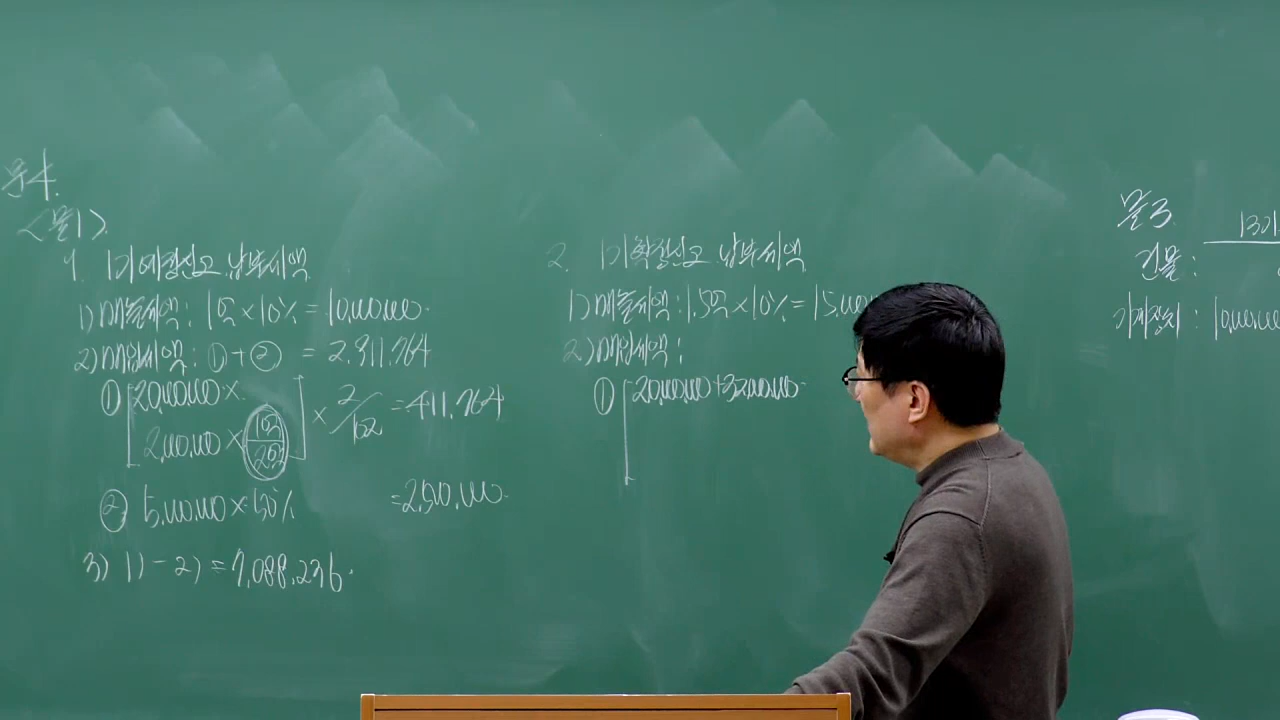 문4.
<물1>.
1. 1기 예정신고 납부세액
1) 매출세액 : 1억 × 10% = 10,000,000.
2) 매입세액 : ① + ② = 2,911,764
① [20,000,000 ×
2,000,000 × 1억/2억] × 2/102 = 411,764
② 5,000,000 × 50% = 2,500,000.
3) 1) - 2) = 7,088,236.
2. 1기 확정신고 납부세액
1) 매출세액 : 1.5억 × 10% = 15,000
2) 매입세액 :
① [20,000,000 + 32,000,000
물3.
건물 :
기계장치 : 10,000,000